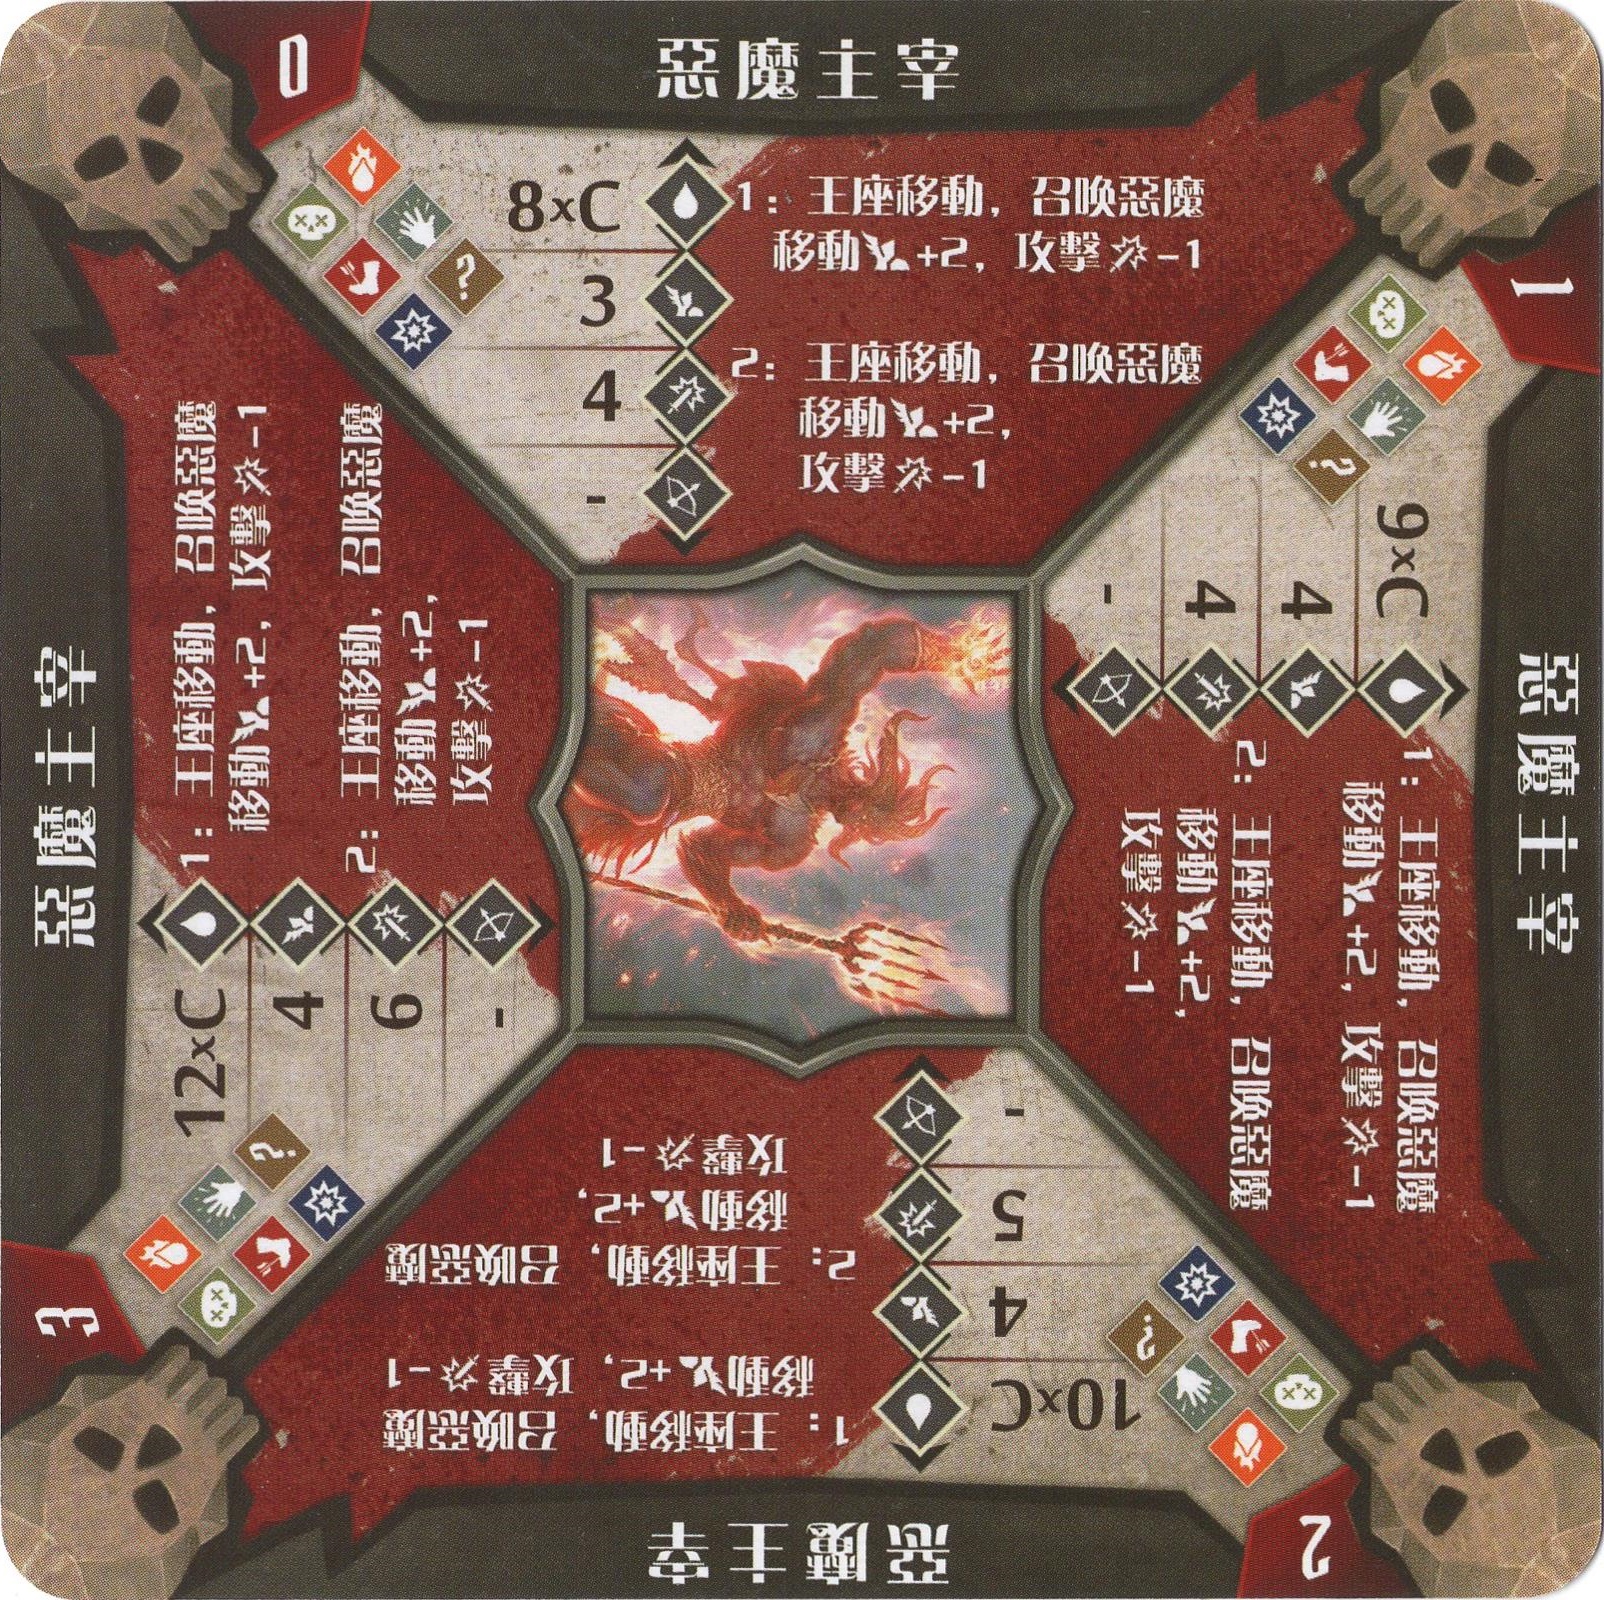 0
惡魔主宰
8xC
3
4
-
1：王座移動，召喚惡魔
移動+2，攻擊-1
2：王座移動，召喚惡魔
移動+2，
攻擊-1
1
惡魔主宰
9xC
4
4
-
1：王座移動，召喚惡魔
移動+2，攻擊-1
2：王座移動，召喚惡魔
移動+2，
攻擊-1
2
惡魔主宰
10xC
4
5
-
1：王座移動，召喚惡魔
移動+2，攻擊-1
2：王座移動，召喚惡魔
移動+2，
攻擊-1
3
惡魔主宰
12xC
4
6
-
1：王座移動，召喚惡魔
移動+2，攻擊-1
2：王座移動，召喚惡魔
移動+2，
攻擊-1